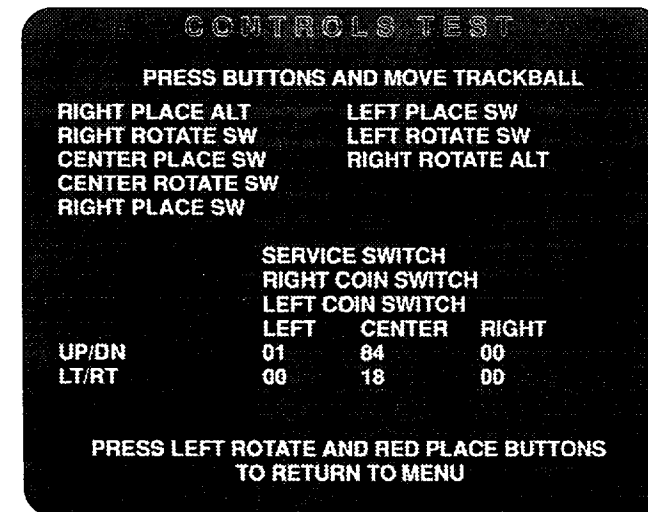 CONTROLS TEST
PRESS BUTTONS AND MOVE TRACKBALL
RIGHT PLACE ALT LEFT PLACE SW
RIGHT ROTATE SW LEFT ROTATE SW
CENTER PLACE SW RIGHT ROTATE ALT
CENTER ROTATE SW
RIGHT PLACE SW
SERVICE SWITCH
RIGHT COIN SWITCH
LEFT COIN SWITCH
LEFT CENTER RIGHT
UP/DN 01 84 00
LT/RT 00 18 00
PRESS LEFT ROTATE AND RED PLACE BUTTONS
TO RETURN TO MENU